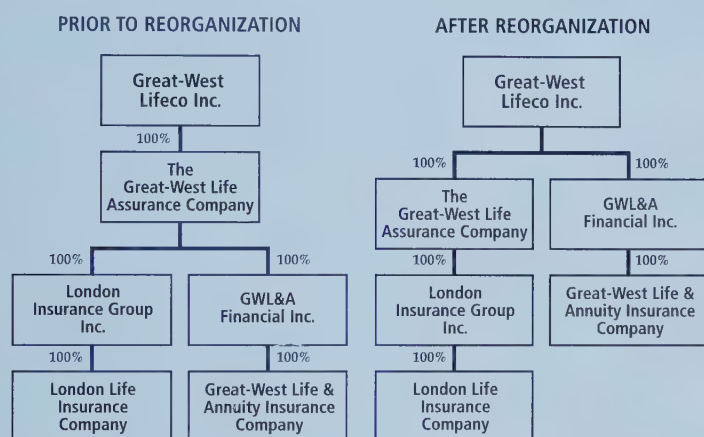 PRIOR TO REORGANIZATION
Great-West
Lifeco Inc.
100%
The
Great-West Life
Assurance Company
100%
100%
London
Insurance Group
Inc.
GWL&A
Financial Inc.
100%
100%
London Life
Insurance
Company
Great-West Life &
Annuity Insurance
Company
AFTER REORGANIZATION
Great-West
Lifeco Inc.
100%
100%
The
Great-West Life
Assurance Company
GWL&A
Financial Inc.
100%
100%
London
Insurance Group
Inc.
Great-West Life &
Annuity Insurance
Company
100%
London Life
Insurance
Company